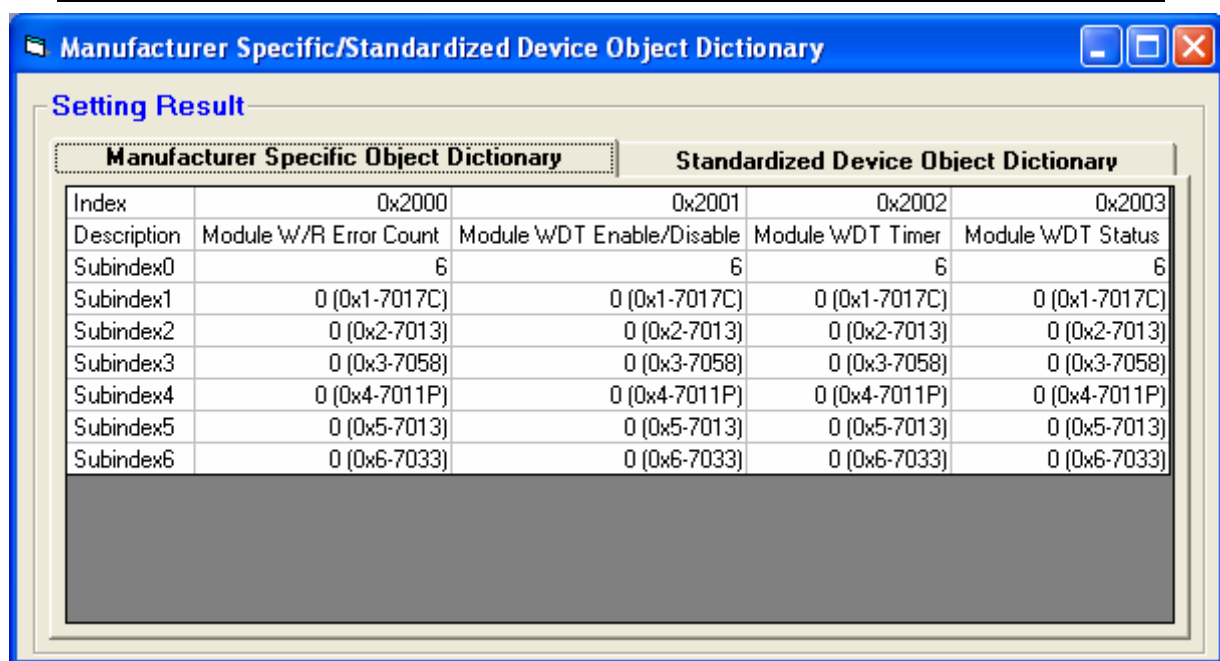 Manufacturer Specific/Standardized Device Object Dictionary
Setting Result
Manufacturer Specific Object Dictionary Standardized Device Object Dictionary
Index 0x2000 0x2001 0x2002 0x2003
Description Module W/R Error Count Module WDT Enable/Disable Module WDT Timer Module WDT Status
Subindex0 6 6 6 6
Subindex1 0 (0x1-7017C) 0 (0x1-7017C) 0 (0x1-7017C) 0 (0x1-7017C)
Subindex2 0 (0x2-7013) 0 (0x2-7013) 0 (0x2-7013) 0 (0x2-7013)
Subindex3 0 (0x3-7058) 0 (0x3-7058) 0 (0x3-7058) 0 (0x3-7058)
Subindex4 0 (0x4-7011P) 0 (0x4-7011P) 0 (0x4-7011P) 0 (0x4-7011P)
Subindex5 0 (0x5-7013) 0 (0x5-7013) 0 (0x5-7013) 0 (0x5-7013)
Subindex6 0 (0x6-7033) 0 (0x6-7033) 0 (0x6-7033) 0 (0x6-7033)